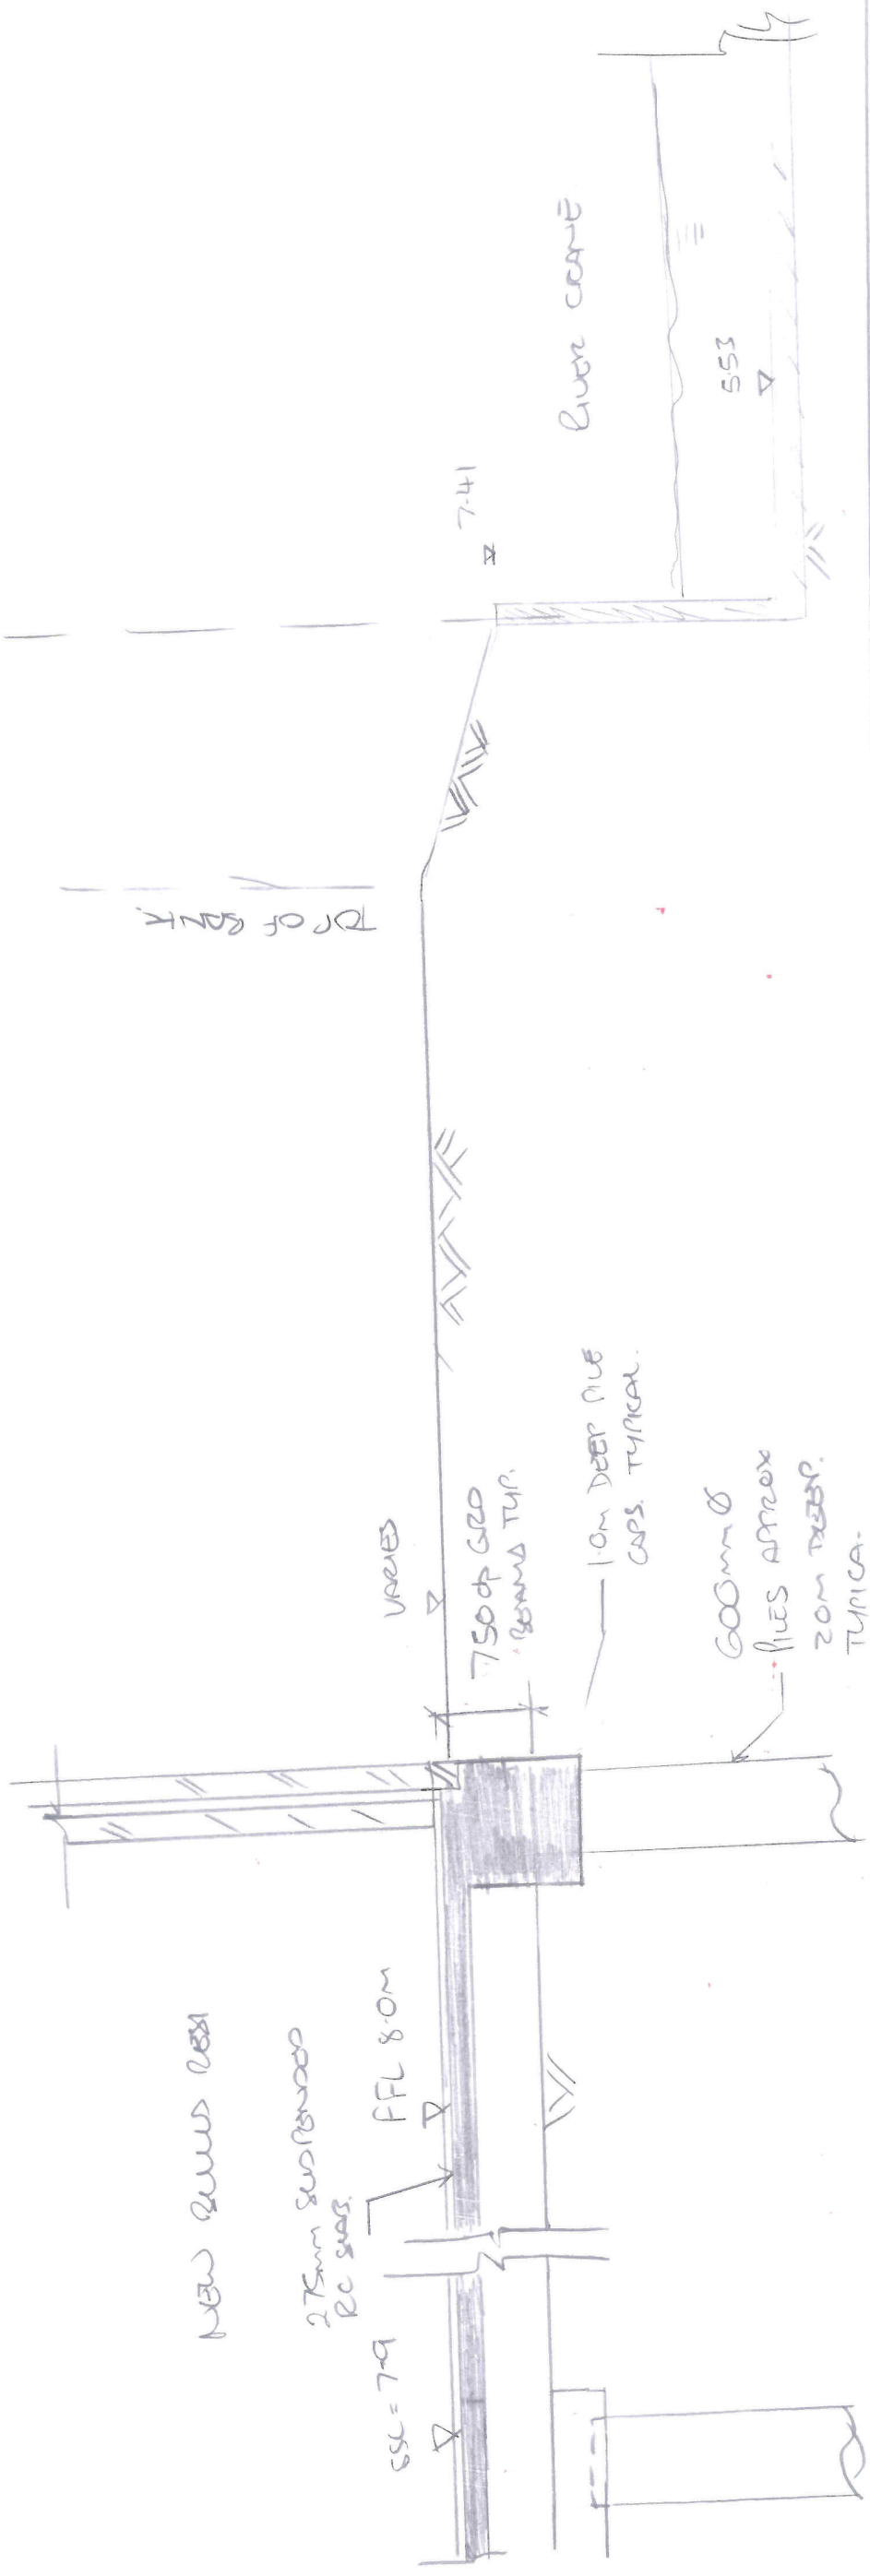 NEW BLUES REST
275mm SUSPENDED
RC SLAB.
SSL = 7.9
FFL 8.0M
VARIES
750 dp GRD
BEAMS TYP.
1.0m DEEP PILE
CAPS. TYPICAL.
600mm Ø
PILES APPROX
20M DEEP.
TYPICAL.
TOP OF BANK.
7.41
RIVER CRANE
5.53